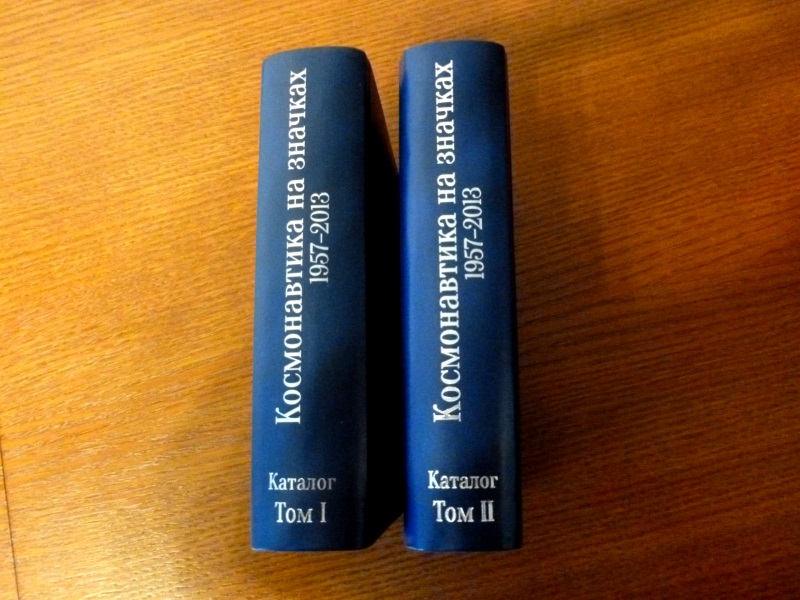 Космонавтика на значках
1957–2013
Каталог
Том I
Космонавтика на значках
1957–2013
Каталог
Том II